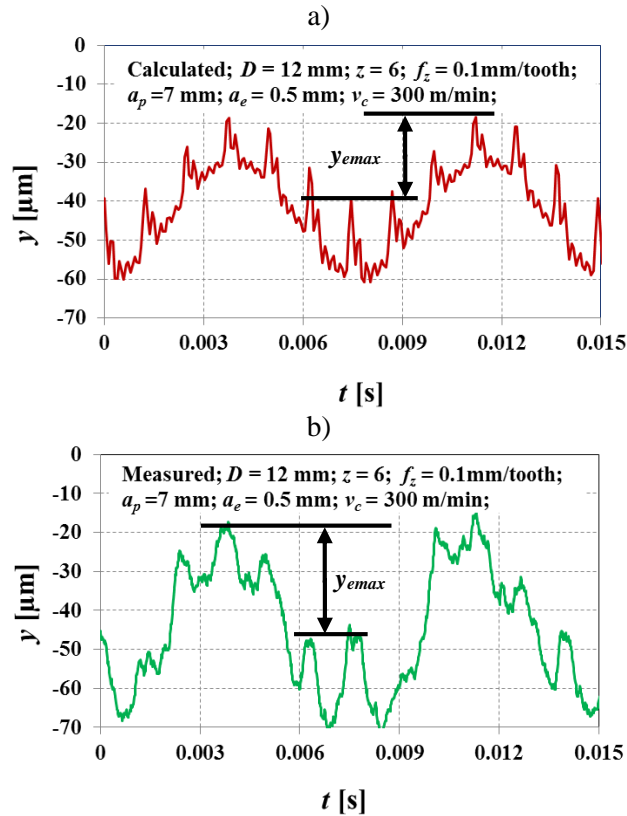 a)
0
-10
-20
-30
-40
-50
-60
-70
y [µm]
Calculated; D = 12 mm; z = 6; fz = 0.1mm/tooth;
ap =7 mm; ae = 0.5 mm; vc = 300 m/min;
yemax
0 0.003 0.006 0.009 0.012 0.015
t [s]
b)
0
-10
-20
-30
-40
-50
-60
-70
y [µm]
Measured; D = 12 mm; z = 6; fz = 0.1mm/tooth;
ap =7 mm; ae = 0.5 mm; vc = 300 m/min;
yemax
0 0.003 0.006 0.009 0.012 0.015
t [s]